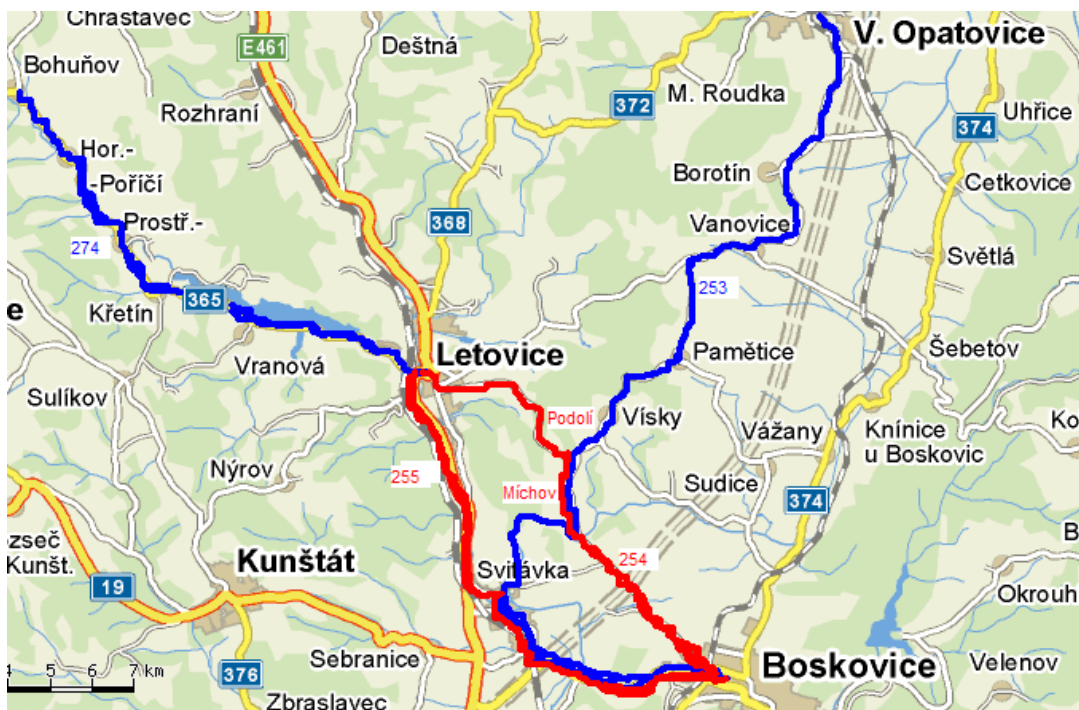 Chrastavec
E461
Deštná
V. Opatovice
Bohuňov
Rozhraní
M. Roudka
372
374
Uhřice
Hor.-
-Poříčí
Prostř.-
Borotín
Cetkovice
274
368
Vanovice
Světlá
365
253
Křetín
e
Letovice
Vranová
Pamětice
Šebetov
Sulíkov
Podolí
Vísky
Vážany
Knínice
u Boskovic
Ko
Nýrov
255
Míchov
Sudice
374
ozseč
Kunšt.
Kunštát
Svitávka
254
B
19
Okrouh
Sebranice
Boskovice
Velenov
4 5 6 7 km
376
Zbraslavec